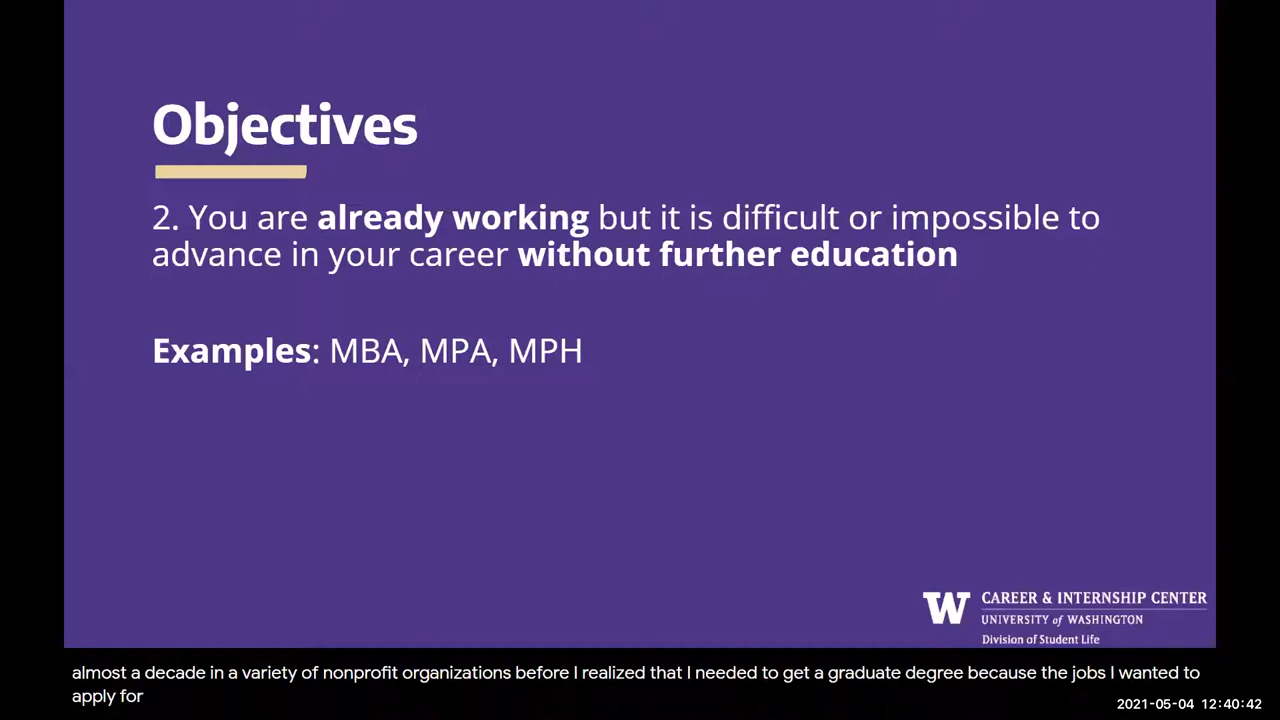 Objectives
2. You are already working but it is difficult or impossible to
advance in your career without further education
Examples: MBA, MPA, MPH
W
CAREER & INTERNSHIP CENTER
UNIVERSITY of WASHINGTON
Division of Student Life
almost a decade in a variety of nonprofit organizations before I realized that I needed to get a graduate degree because the jobs I wanted to
apply for
2021-05-04 12:40:42